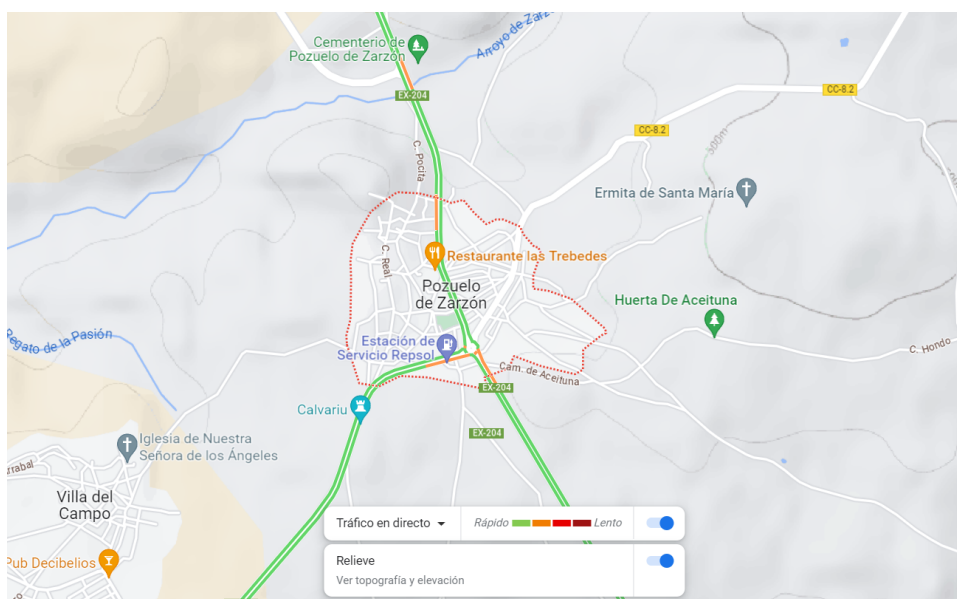 Cementerio de
Pozuelo de Zarzón
Arroyo de Zarz
EX-204
CC-8.2
CC-8.2
C. Pocita
300m
Ermita de Santa María
C. Real
Restaurante las Trebedes
Pozuelo
de Zarzón
Huerta De Aceituna
Regato de la Pasión
Estación de
Servicio Repsol
C. Hondo
Cam. de Aceituna
EX-204
Calvariu
EX-204
Iglesia de Nuestra
Señora de los Ángeles
arrabal
Villa del
Campo
Tráfico en directo
Rápido
Lento
Pub Decibelios
Relieve
Ver topografía y elevación